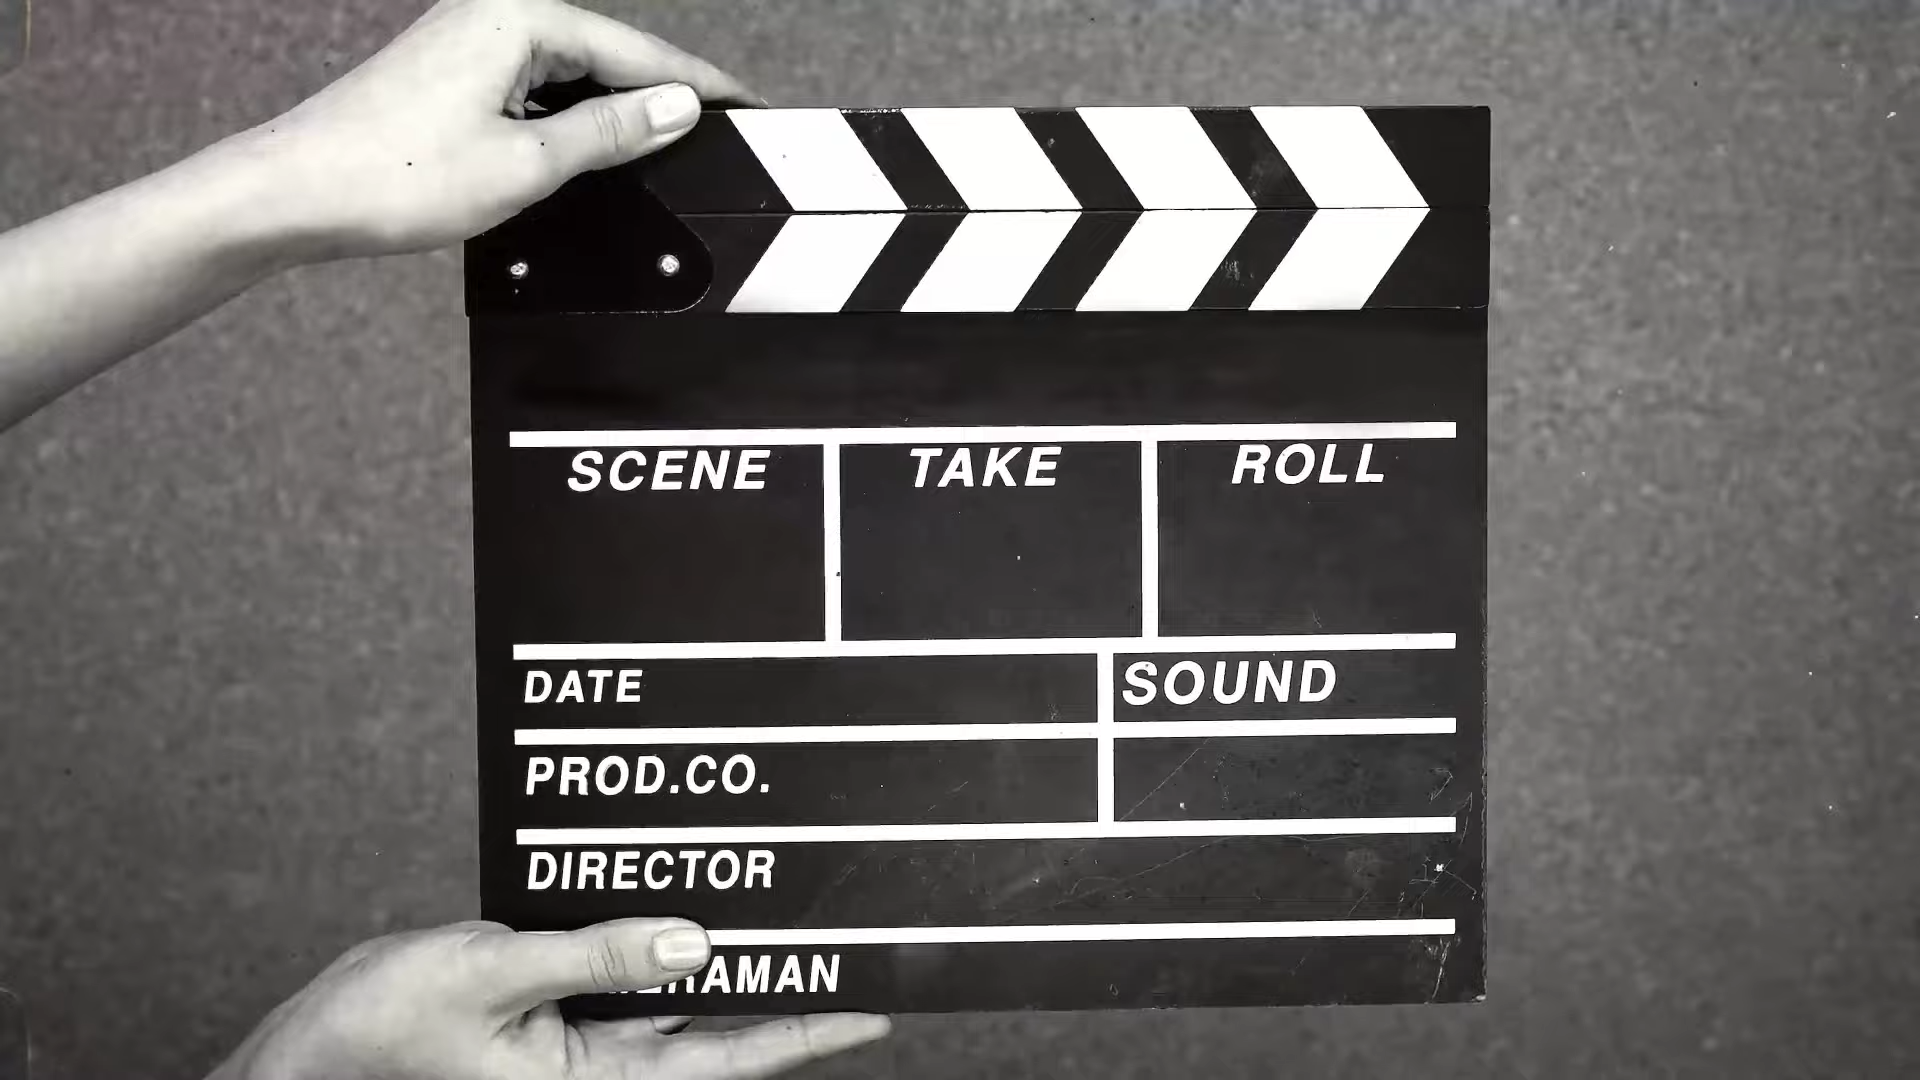 SCENE TAKE ROLL
DATE SOUND
PROD.CO.
DIRECTOR